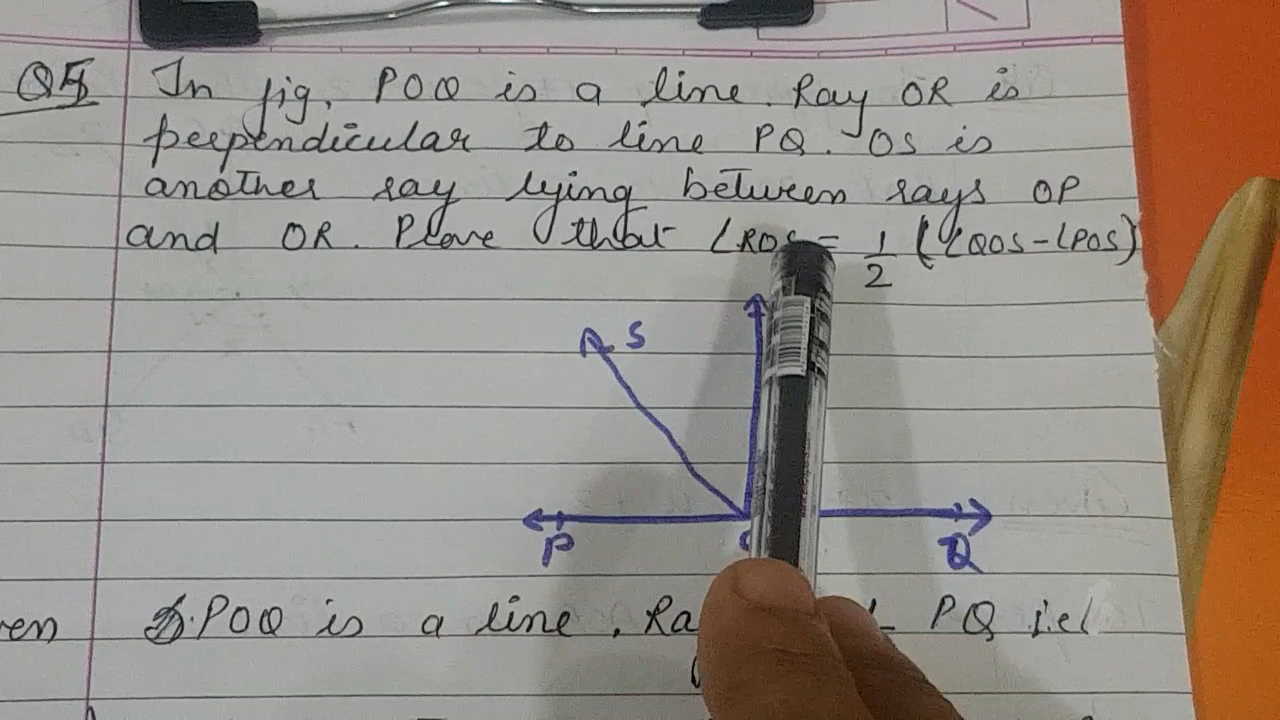 Q5 In fig, POQ is a line. Ray OR is
perpendicular to line PQ. OS is
another ray lying between rays OP
and OR. Prove that ∠ROS = 1/2 (∠QOS-∠POS)
S
P Q
POQ is a line, PQ i.e